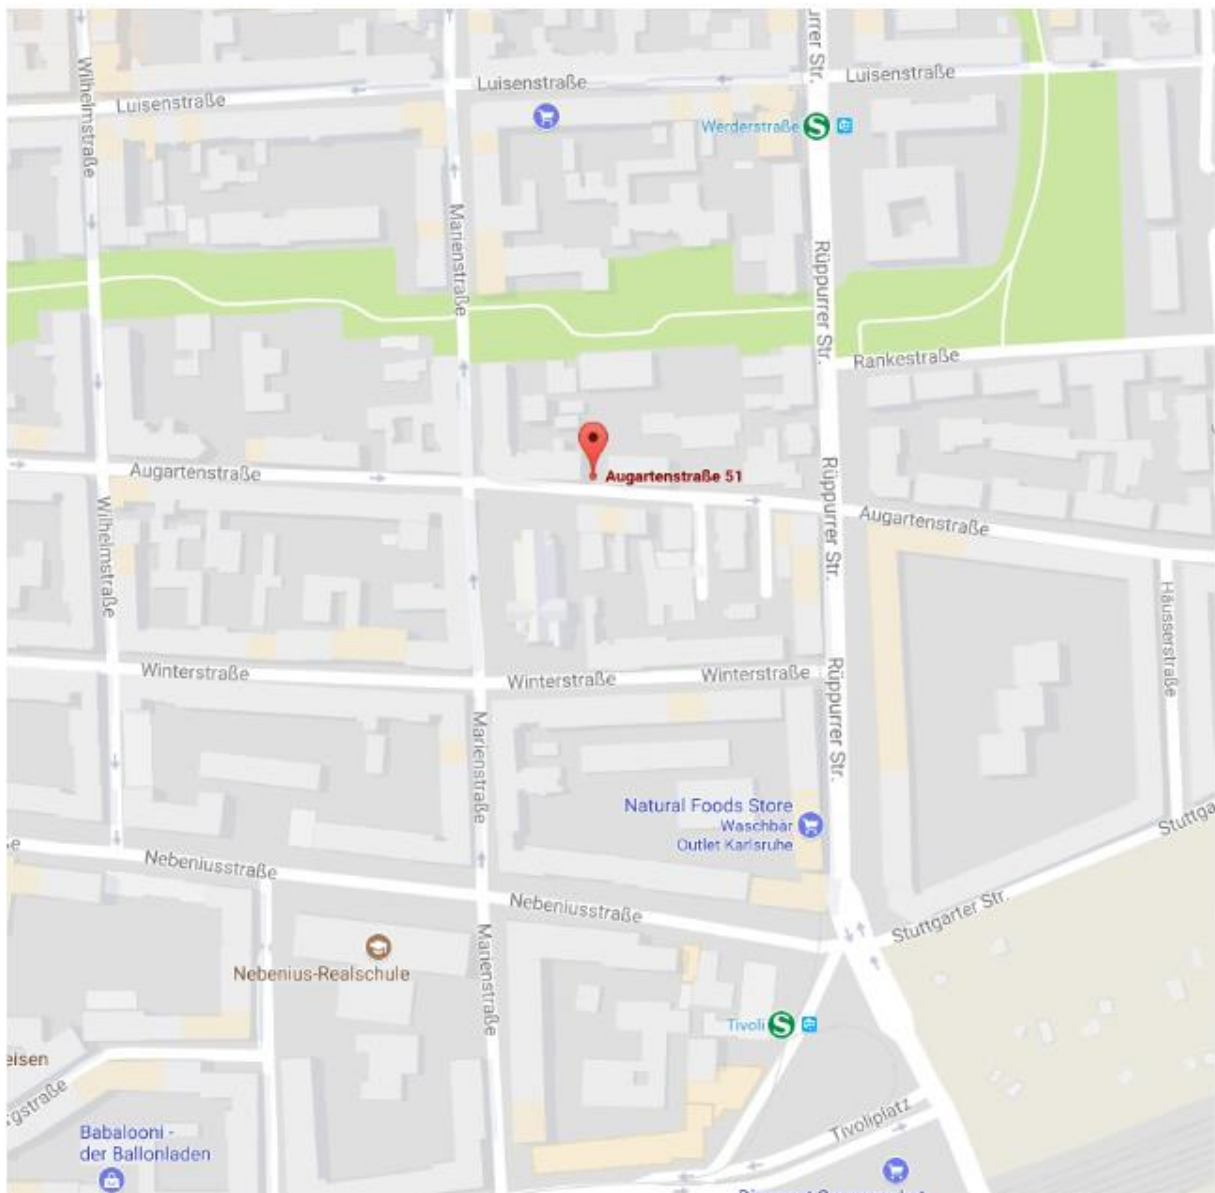 Luisenstraße
Luisenstraße
Luisenstraße
Wilhelmstraße
Werderstraße
Marienstraße
Rüppurrer Str.
Rankestraße
Augartenstraße
Augartenstraße 51
Rüppurrer Str.
Augartenstraße
Wilhelmstraße
Rüppurrer Str.
Häusserstraße
Winterstraße
Winterstraße
Winterstraße
Rüppurrer Str.
Marienstraße
Natural Foods Store
Waschbär
Outlet Karlsruhe
Nebeniusstraße
Nebeniusstraße
Stuttgarter Str.
Marienstraße
Nebenius-Realschule
Tivoli
Tivoliplatz
Babalooni -
der Ballonladen